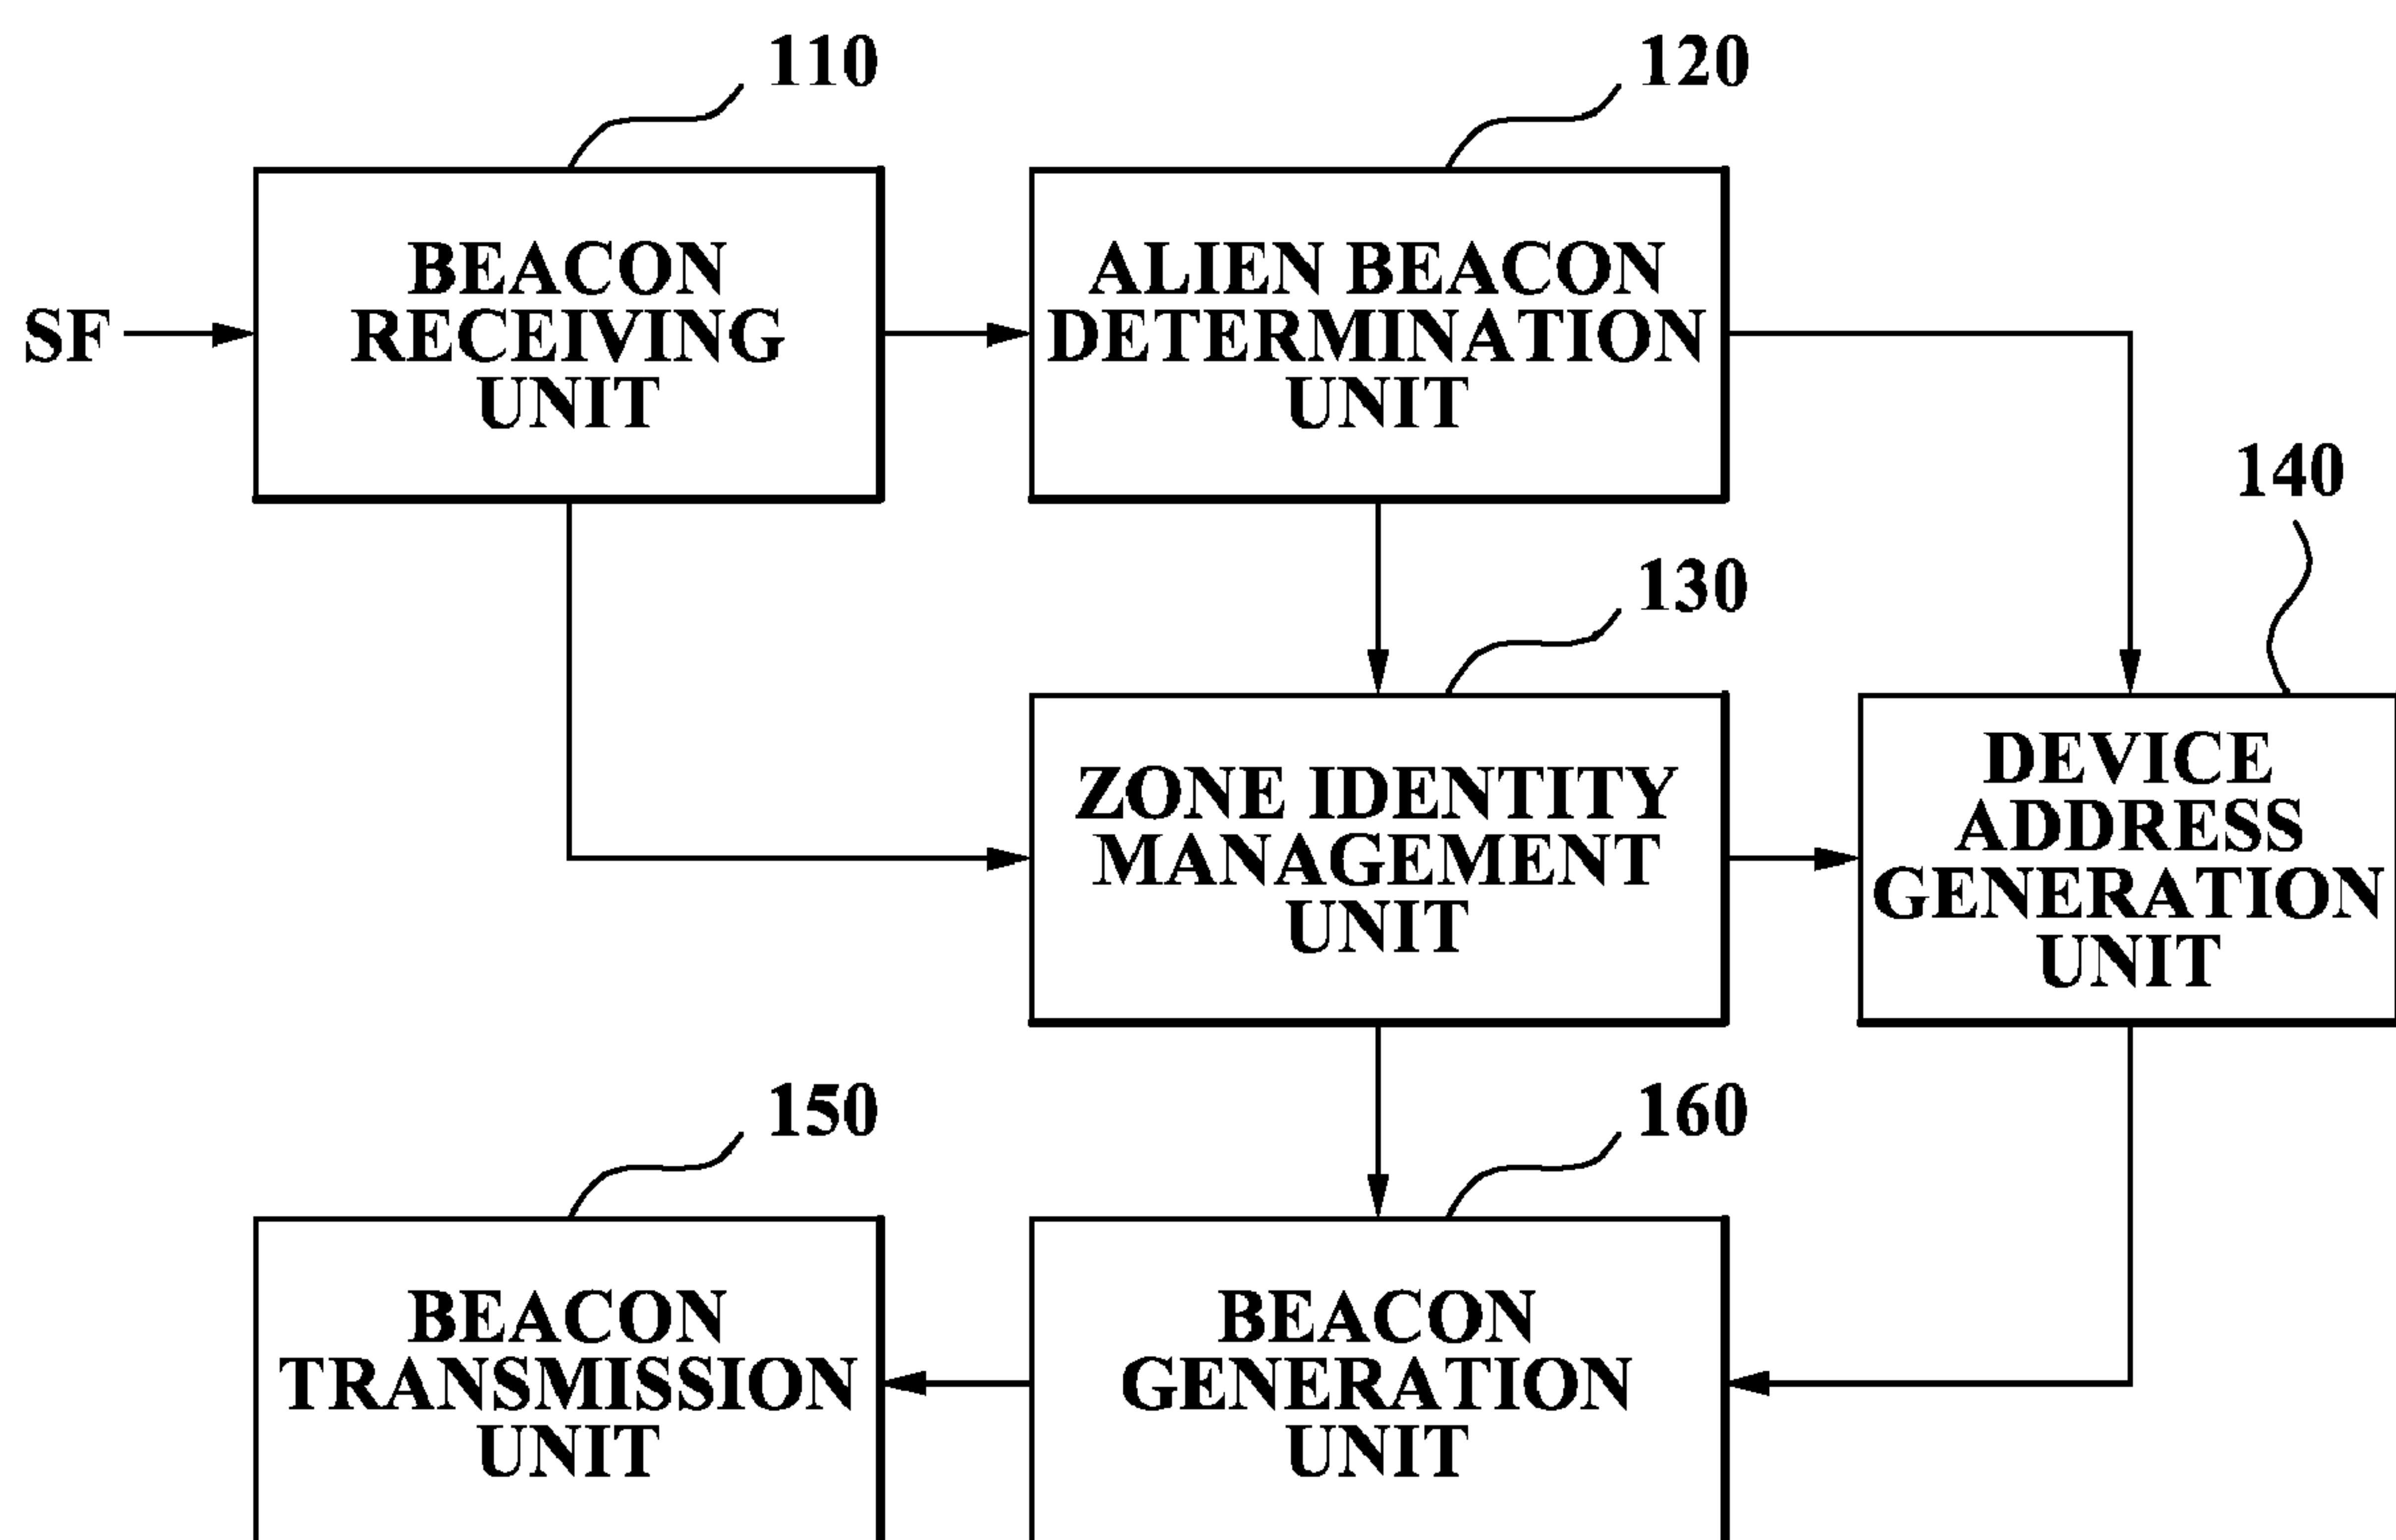 110
120
SF
BEACON
RECEIVING
UNIT
ALIEN BEACON
DETERMINATION
UNIT
130
140
ZONE IDENTITY
MANAGEMENT
UNIT
DEVICE
ADDRESS
GENERATION
UNIT
150
160
BEACON
TRANSMISSION
UNIT
BEACON
GENERATION
UNIT